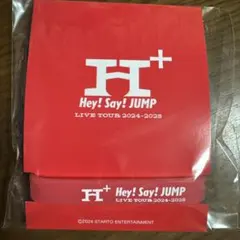 H+
Hey! Say! JUMP
LIVE TOUR 2024-2025
H+ Hey! Say! JUMP
LIVE TOUR 2024-2025
©2024 STARTO ENTERTAINMENT